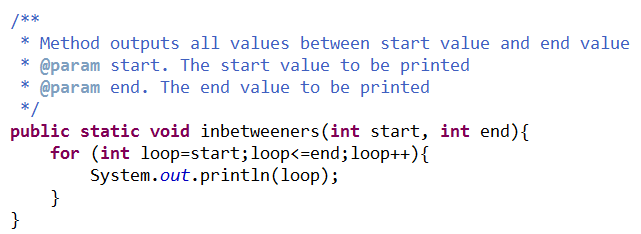 /**
 * Method outputs all values between start value and end value
 * @param start. The start value to be printed
 * @param end. The end value to be printed
 */
public static void inbetweeners(int start, int end){
    for (int loop=start;loop<=end;loop++){
        System.out.println(loop);
    }
}